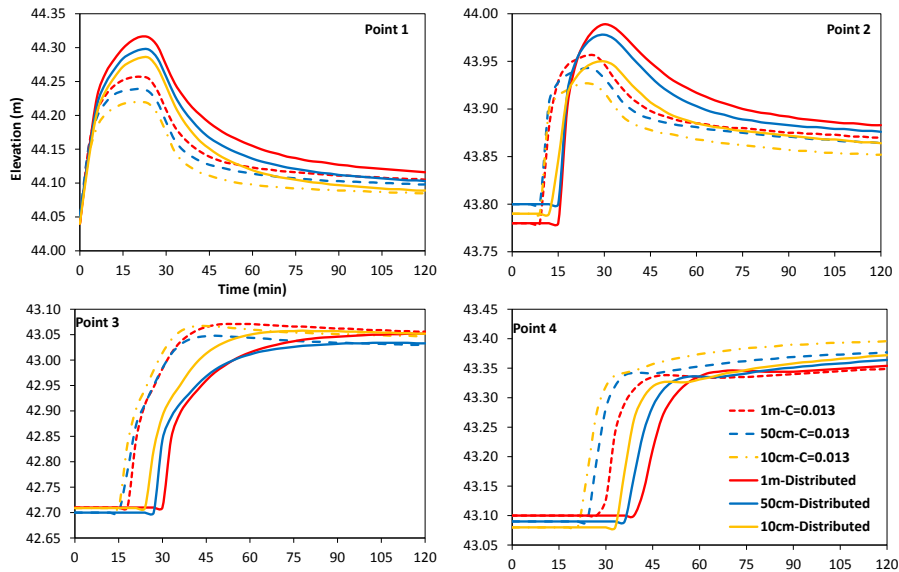 Point 1
44.35
44.30
44.25
44.20
44.15
44.10
44.05
44.00
Elevation (m)
0 15 30 45 60 75 90 105 120
Time (min)
Point 2
44.00
43.95
43.90
43.85
43.80
43.75
0 15 30 45 60 75 90 105 120
Point 3
43.10
43.05
43.00
42.95
42.90
42.85
42.80
42.75
42.70
42.65
0 15 30 45 60 75 90 105 120
Point 4
43.45
43.40
43.35
43.30
43.25
43.20
43.15
43.10
43.05
0 15 30 45 60 75 90 105 120
1m-C=0.013
50cm-C=0.013
10cm-C=0.013
1m-Distributed
50cm-Distributed
10cm-Distributed